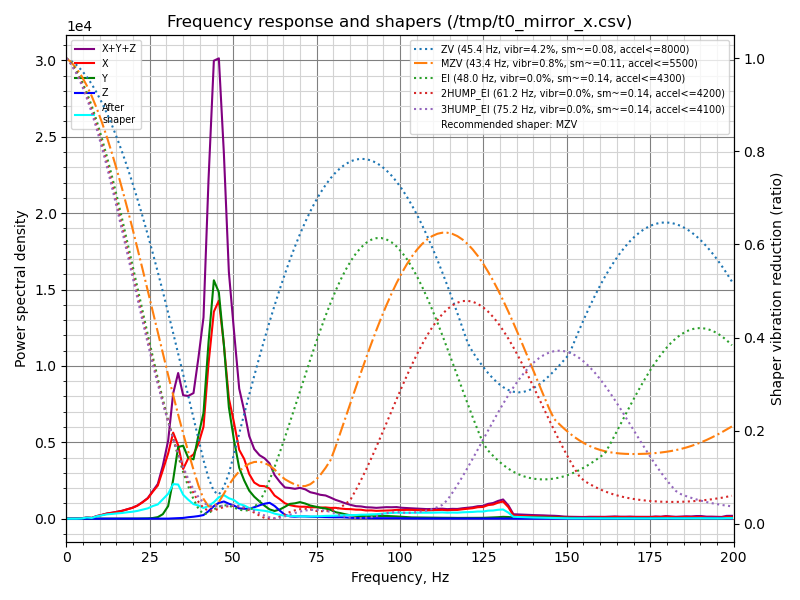 Frequency response and shapers (/tmp/t0_mirror_x.csv)
1e4
X+Y+Z
X
Y
Z
After
shaper
ZV (45.4 Hz, vibr=4.2%, sm~=0.08, accel<=8000)
MZV (43.4 Hz, vibr=0.8%, sm~=0.11, accel<=5500)
EI (48.0 Hz, vibr=0.0%, sm~=0.14, accel<=4300)
2HUMP_EI (61.2 Hz, vibr=0.0%, sm~=0.14, accel<=4200)
3HUMP_EI (75.2 Hz, vibr=0.0%, sm~=0.14, accel<=4100)
Recommended shaper: MZV
Power spectral density
3.0
2.5
2.0
1.5
1.0
0.5
0.0
1.0
0.8
0.6
0.4
0.2
0.0
Shaper vibration reduction (ratio)
0 25 50 75 100 125 150 175 200
Frequency, Hz